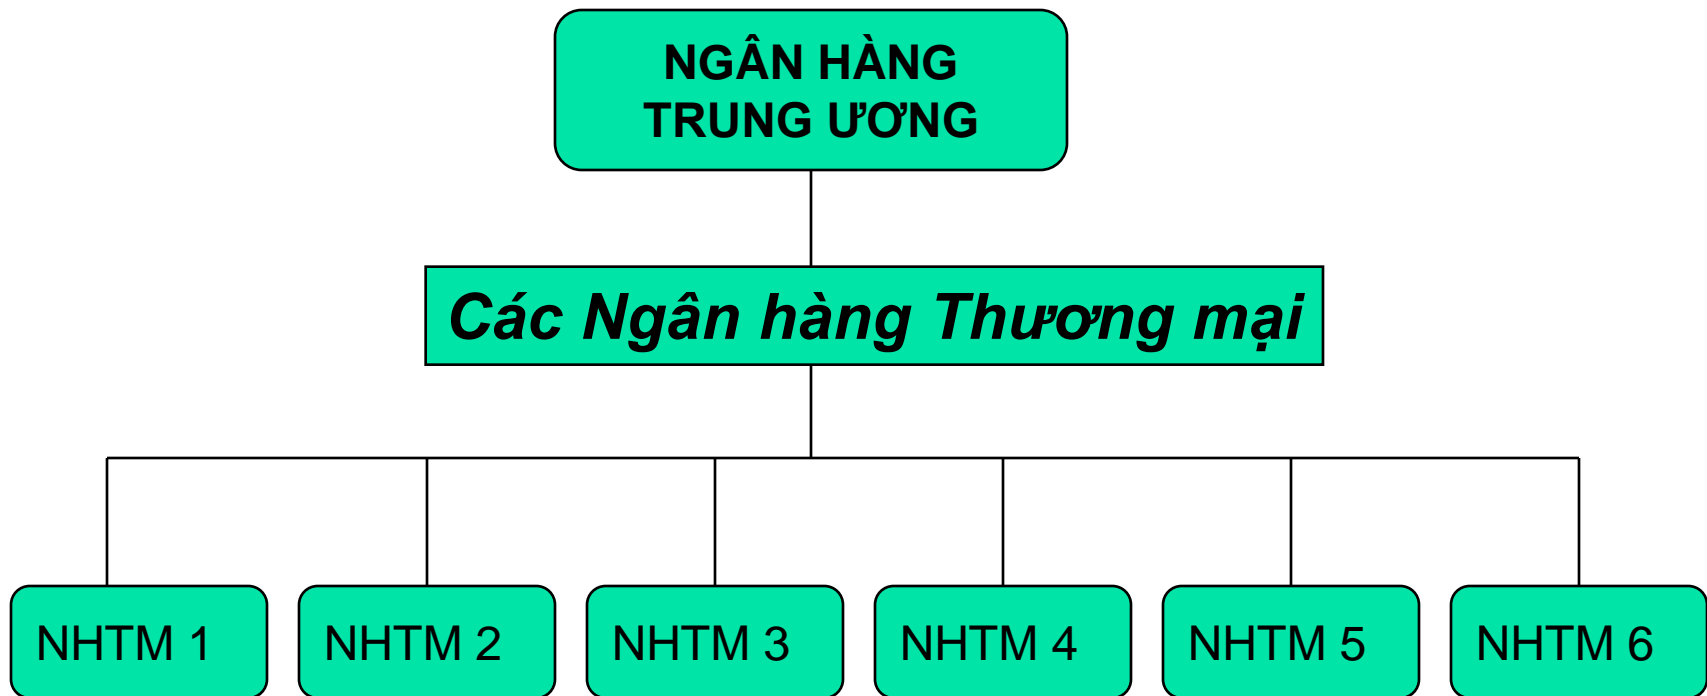 NGÂN HÀNG
TRUNG ƯƠNG
Các Ngân hàng Thương mại
NHTM 1
NHTM 2
NHTM 3
NHTM 4
NHTM 5
NHTM 6